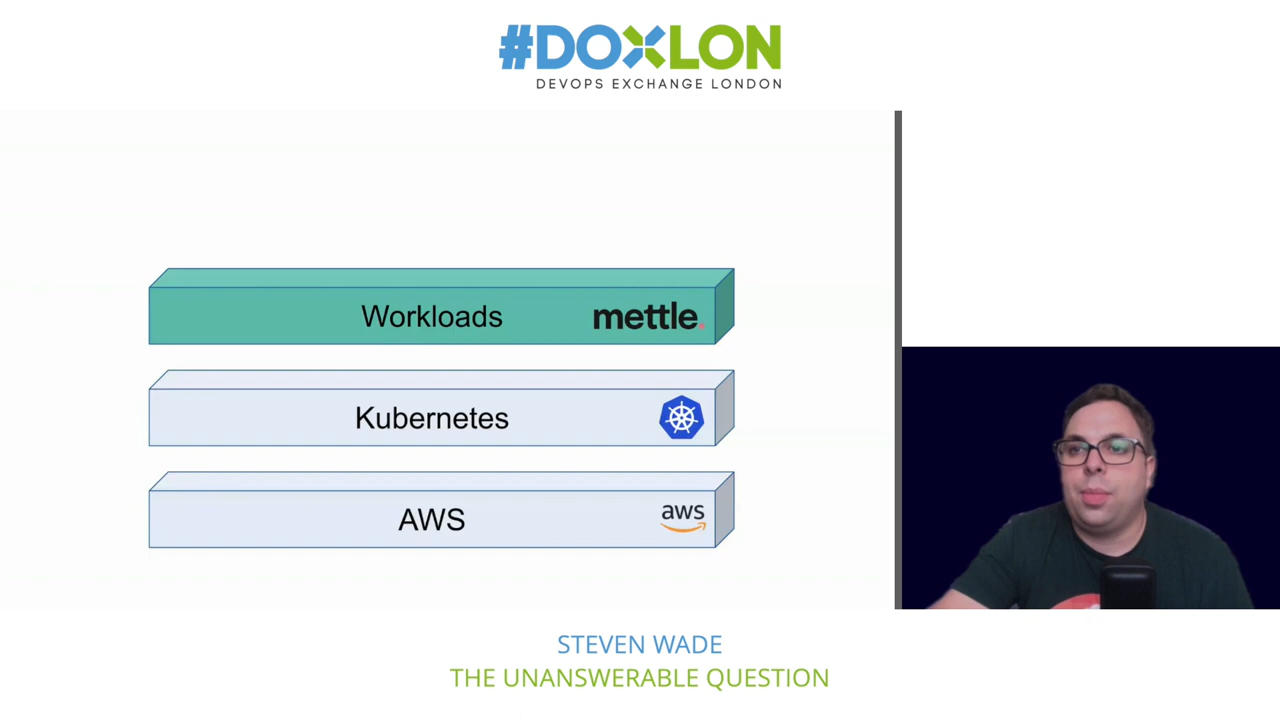 #DOXLON
DEVOPS EXCHANGE LONDON
Workloads mettle.
Kubernetes
AWS aws
STEVEN WADE
THE UNANSWERABLE QUESTION